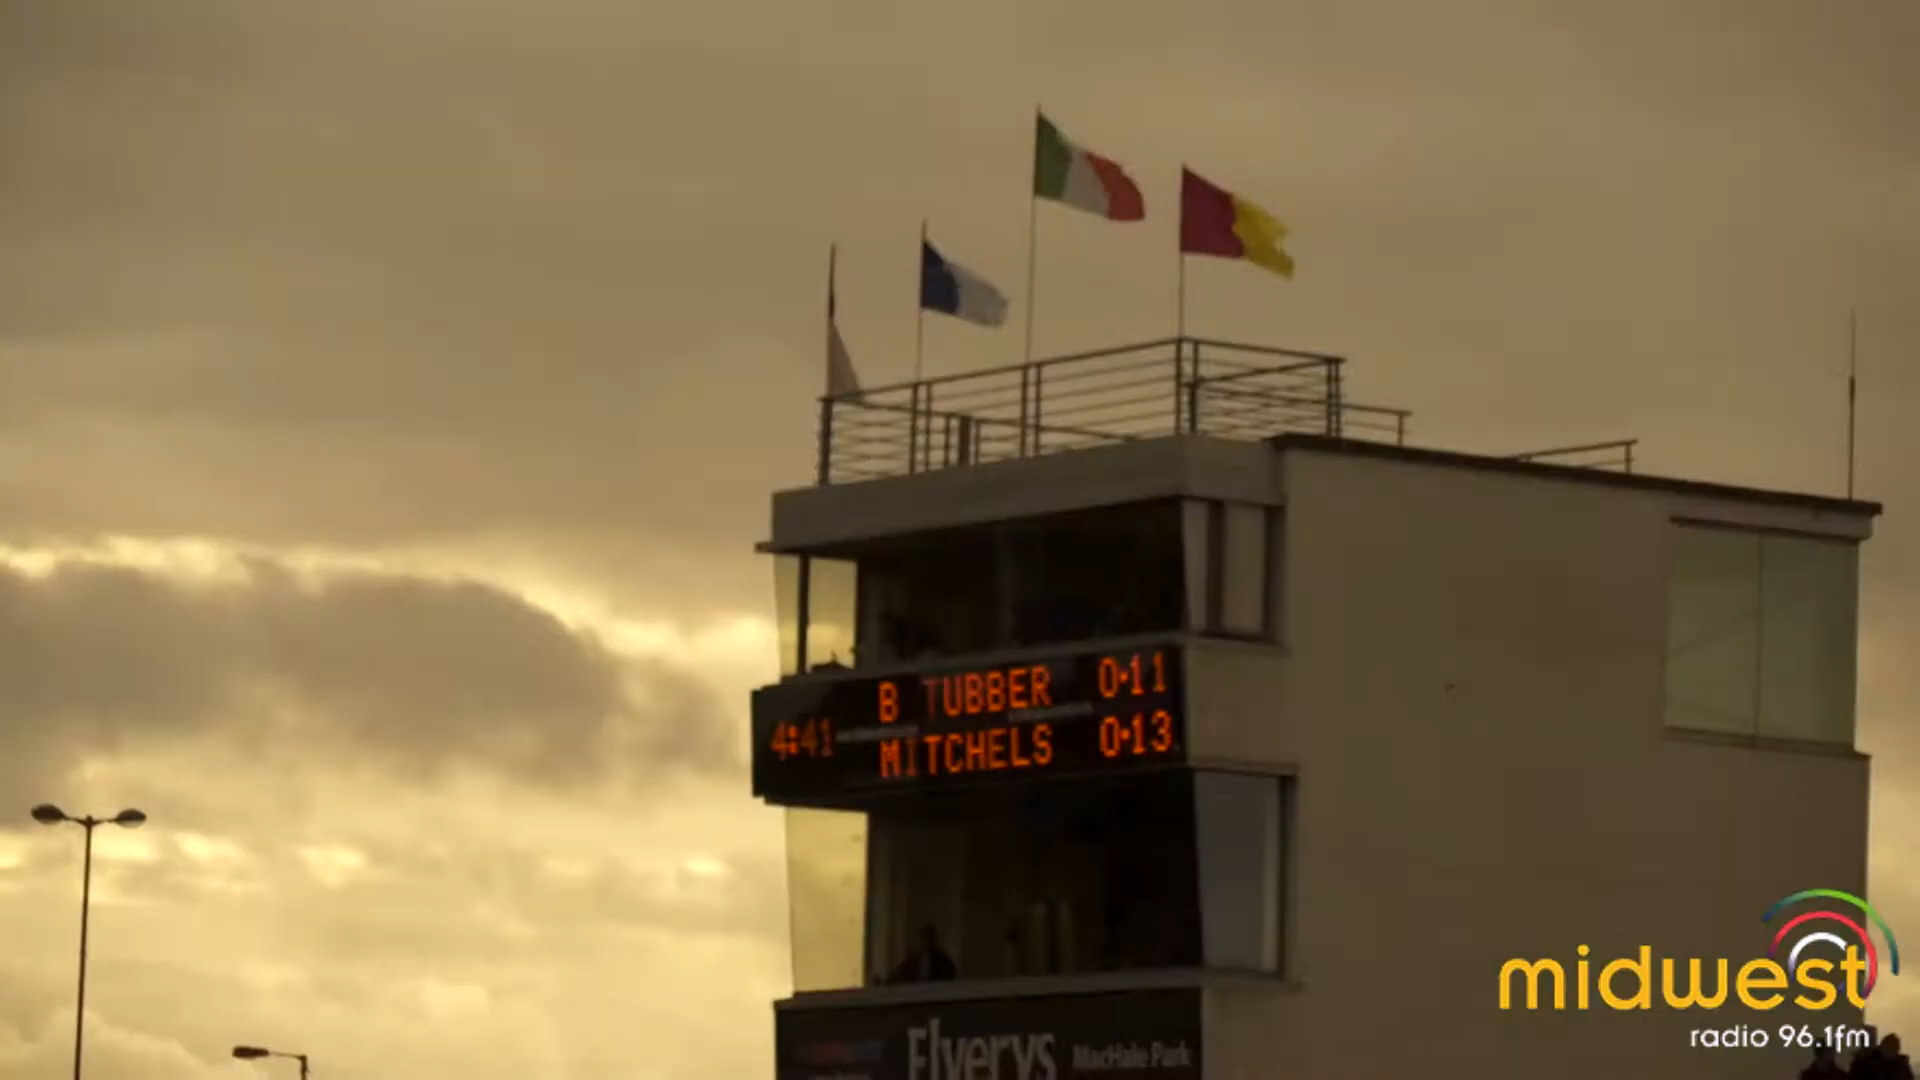 B TUBBER 0·11
4:41
MITCHELS 0·13
Elverys MacHale Park
midwest
radio 96.1fm